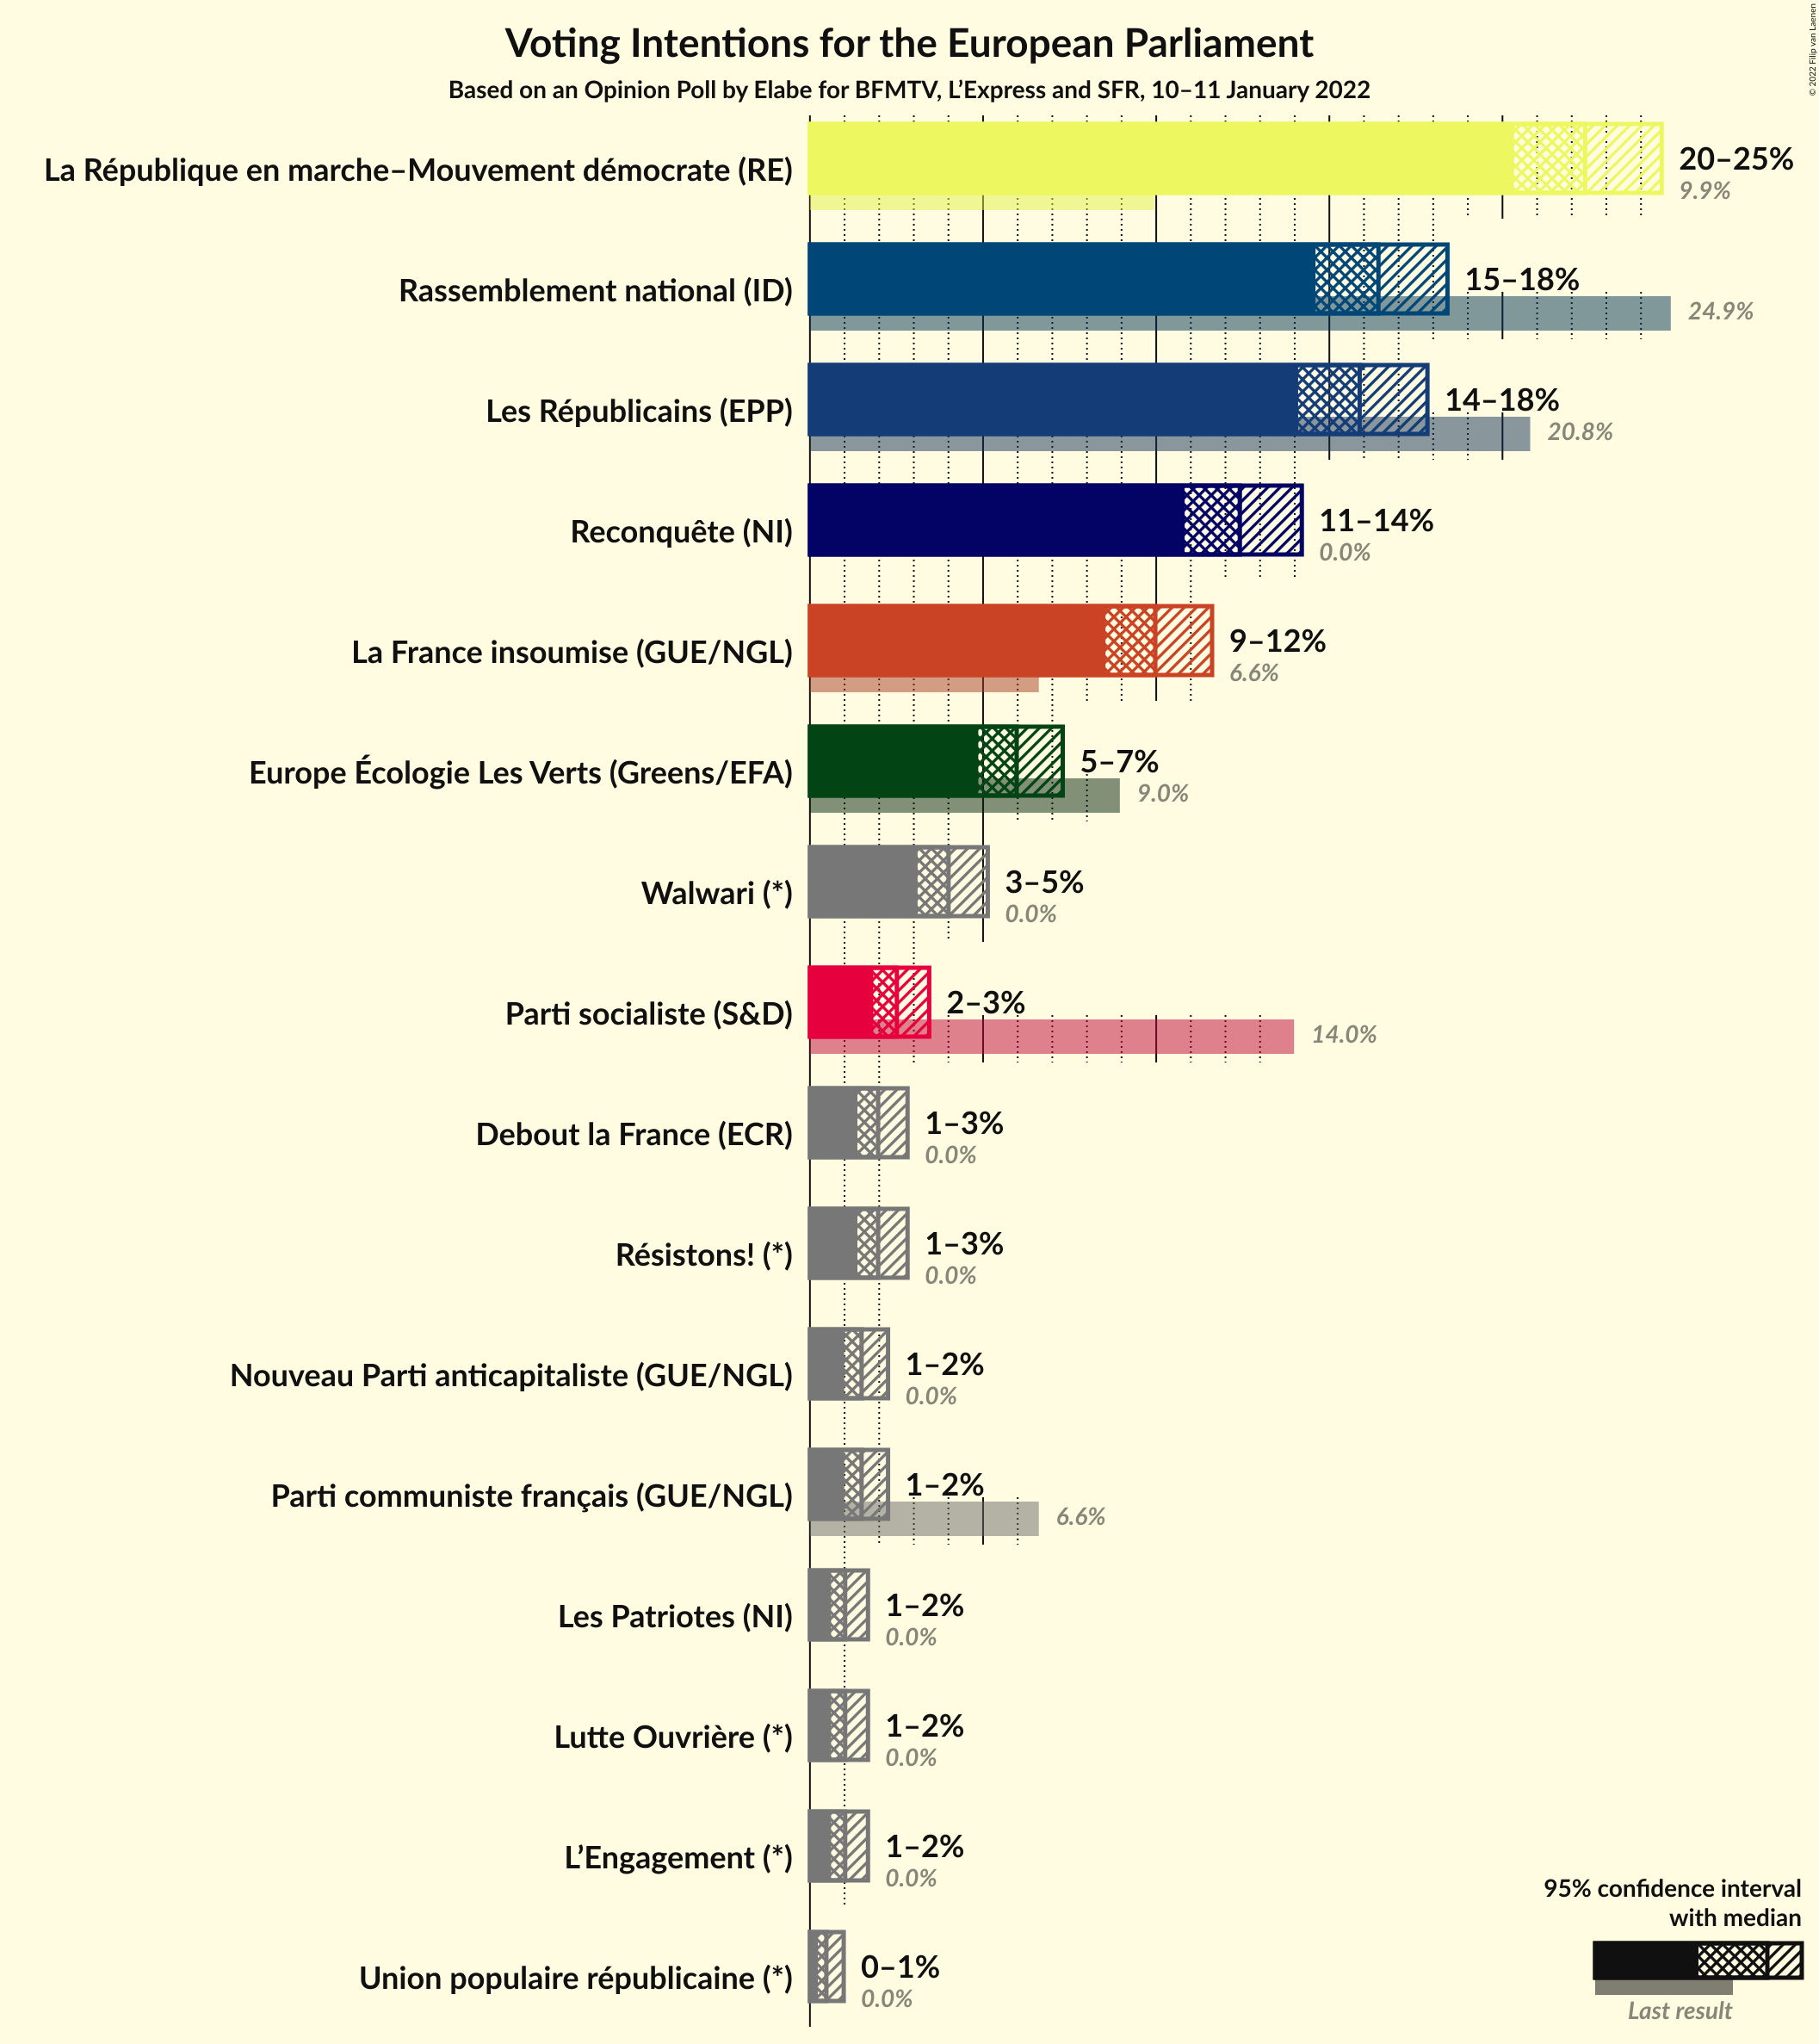 Voting Intentions for the European Parliament
Based on an Opinion Poll by Elabe for BFMTV, L’Express and SFR, 10–11 January 2022
© 2022 Filip van Laenen
La République en marche–Mouvement démocrate (RE)
20–25%
9.9%
Rassemblement national (ID)
15–18%
24.9%
Les Républicains (EPP)
14–18%
20.8%
Reconquête (NI)
11–14%
0.0%
La France insoumise (GUE/NGL)
9–12%
6.6%
Europe Écologie Les Verts (Greens/EFA)
5–7%
9.0%
Walwari (*)
3–5%
0.0%
Parti socialiste (S&D)
2–3%
14.0%
Debout la France (ECR)
1–3%
0.0%
Résistons! (*)
1–3%
0.0%
Nouveau Parti anticapitaliste (GUE/NGL)
1–2%
0.0%
Parti communiste français (GUE/NGL)
1–2%
6.6%
Les Patriotes (NI)
1–2%
0.0%
Lutte Ouvrière (*)
1–2%
0.0%
L’Engagement (*)
1–2%
0.0%
Union populaire républicaine (*)
0–1%
0.0%
95% confidence interval
with median
Last result